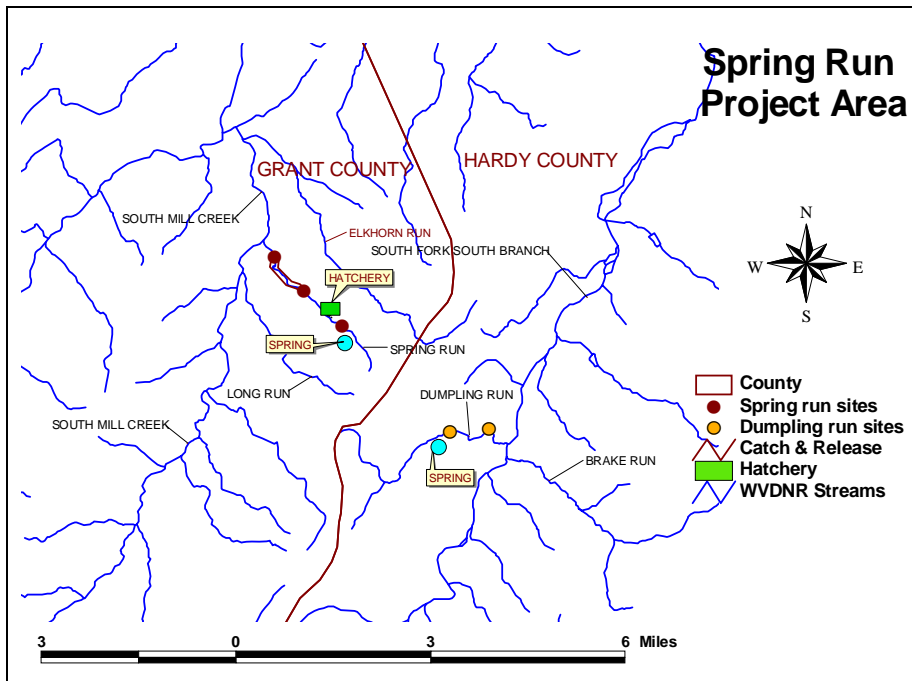 Spring Run
Project Area
HARDY COUNTY
GRANT COUNTY
SOUTH MILL CREEK
ELKHORN RUN
SOUTH FORK SOUTH BRANCH
HATCHERY
SPRING
SPRING RUN
LONG RUN
DUMPLING RUN
SOUTH MILL CREEK
BRAKE RUN
SPRING
N
W
E
S
County
Spring run sites
Dumpling run sites
Catch & Release
Hatchery
WVDNR Streams
3 0 3 6 Miles